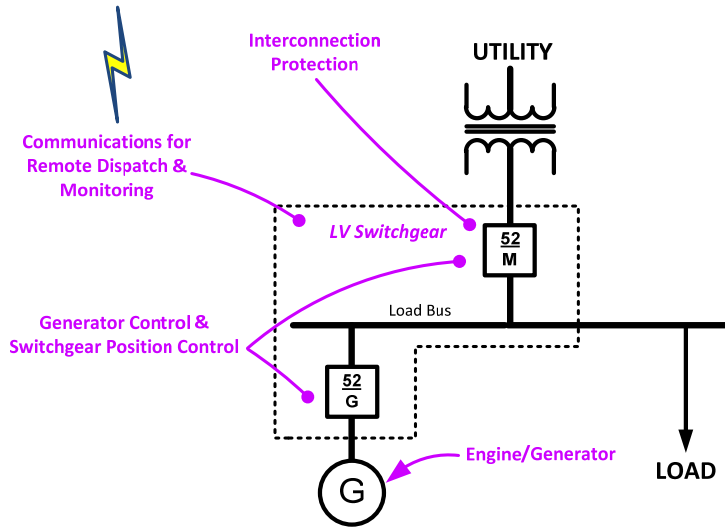 Interconnection
Protection
UTILITY
Communications for
Remote Dispatch &
Monitoring
LV Switchgear
52
M
Generator Control &
Switchgear Position Control
Load Bus
52
G
Engine/Generator
G
LOAD